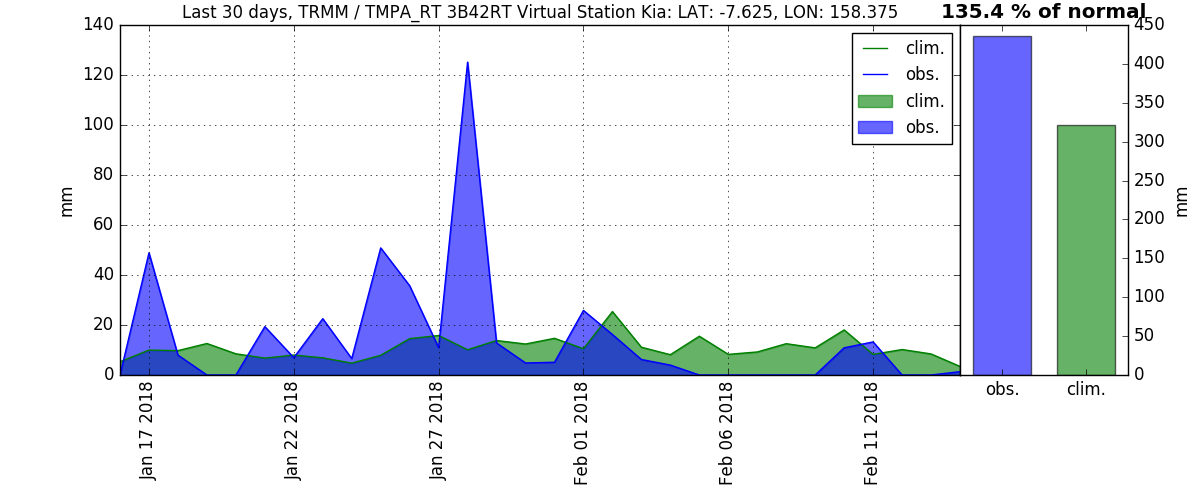 Last 30 days, TRMM / TMPA_RT 3B42RT Virtual Station Kia: LAT: -7.625, LON: 158.375
135.4 % of normal
140
120
100
80
60
40
20
0
mm
clim.
obs.
clim.
obs.
Jan 17 2018
Jan 22 2018
Jan 27 2018
Feb 01 2018
Feb 06 2018
Feb 11 2018
450
400
350
300
250
200
150
100
50
0
mm
obs.
clim.